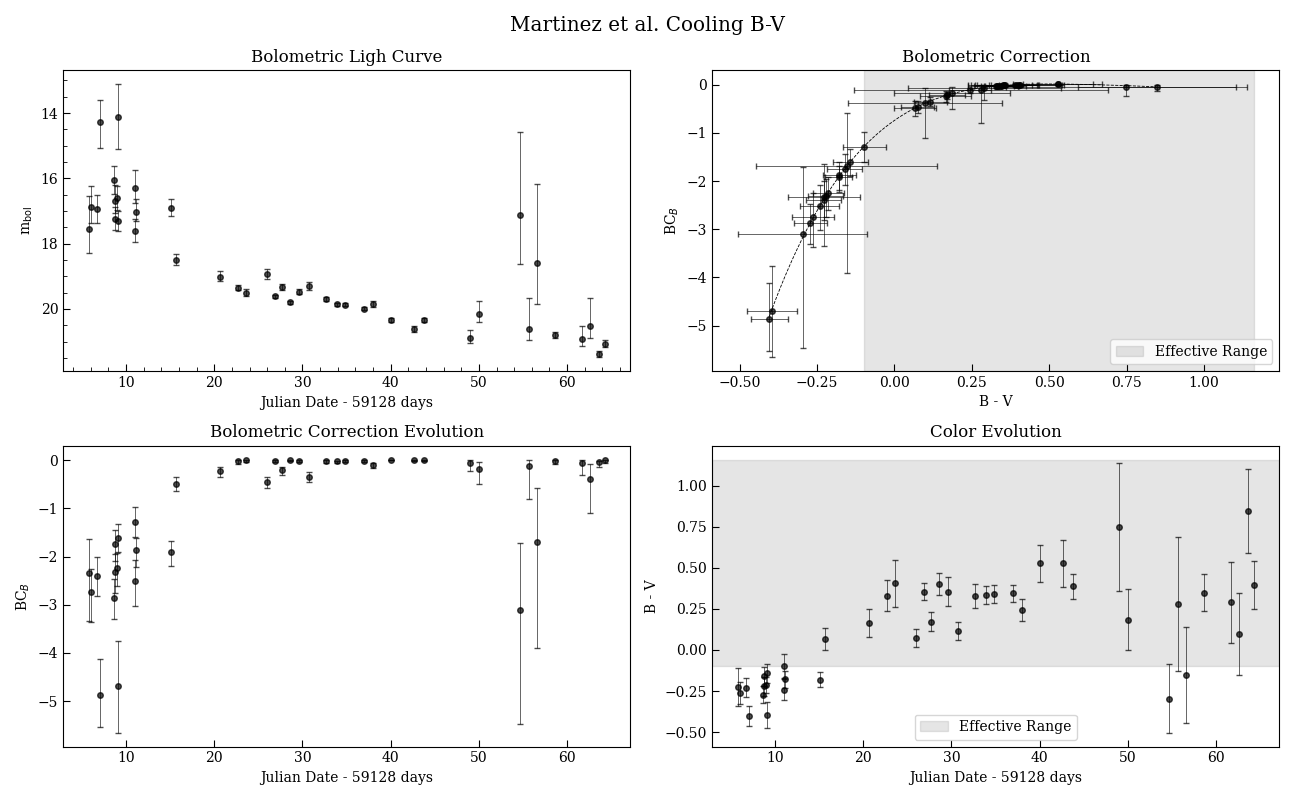 Martinez et al. Cooling B-V
Bolometric Ligh Curve
m_bol
14
16
18
20
10 20 30 40 50 60
Julian Date - 59128 days
Bolometric Correction
BC_B
0
−1
−2
−3
−4
−5
Effective Range
−0.50 −0.25 0.00 0.25 0.50 0.75 1.00
B - V
Bolometric Correction Evolution
BC_B
0
−1
−2
−3
−4
−5
10 20 30 40 50 60
Julian Date - 59128 days
Color Evolution
B - V
1.00
0.75
0.50
0.25
0.00
−0.25
−0.50
Effective Range
10 20 30 40 50 60
Julian Date - 59128 days